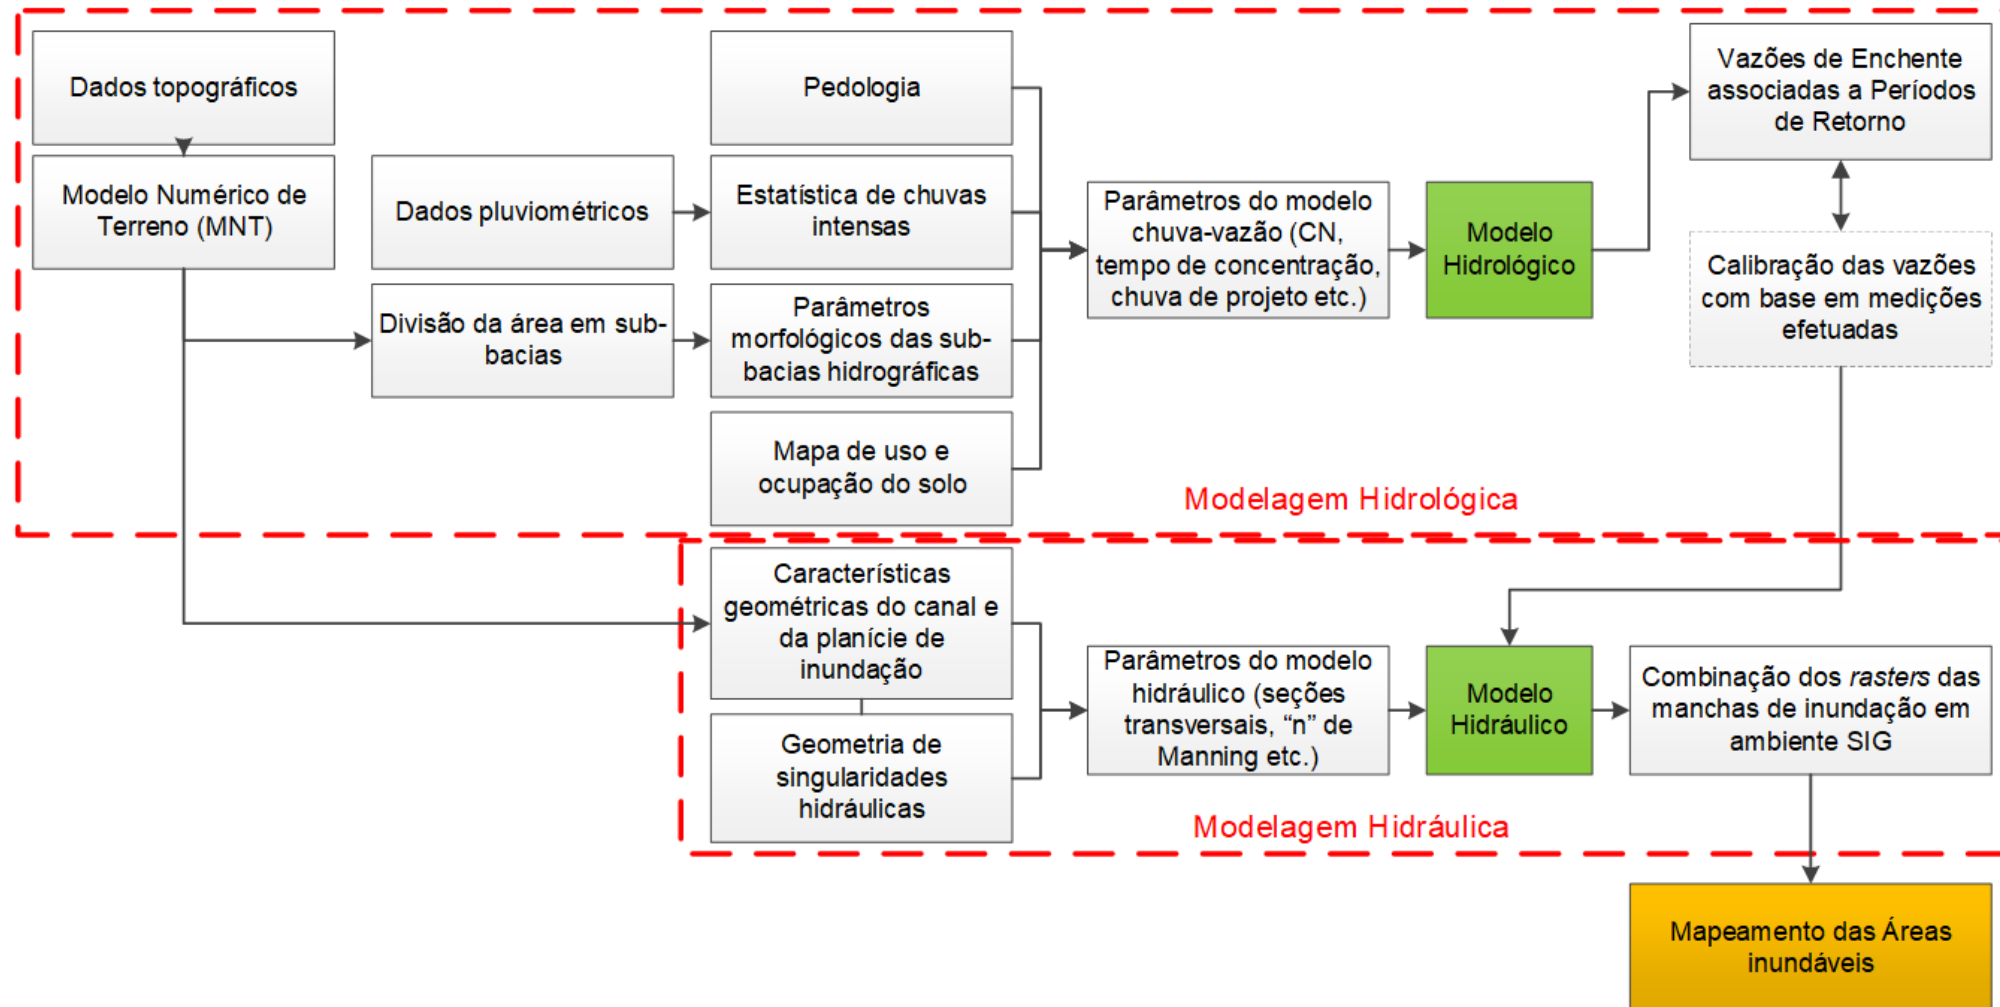 Dados topográficos
Modelo Numérico de
Terreno (MNT)
Dados pluviométricos
Divisão da área em sub-
bacias
Pedologia
Estatística de chuvas
intensas
Parâmetros
morfológicos das sub-
bacias hidrográficas
Mapa de uso e
ocupação do solo
Parâmetros do modelo
chuva-vazão (CN,
tempo de concentração,
chuva de projeto etc.)
Modelo
Hidrológico
Vazões de Enchente
associadas a Períodos
de Retorno
Calibração das vazões
com base em medições
efetuadas
Modelagem Hidrológica
Característísticas
geométricas do canal e
da planície de
inundação
Geometria de
singularidades
hidráulicas
Parâmetros do modelo
hidráulico (seções
transversais, “n” de
Manning etc.)
Modelo
Hidráulico
Combinação dos rasters das
manchas de inundação em
ambiente SIG
Modelagem Hidráulica
Mapeamento das Áreas
inundáveis